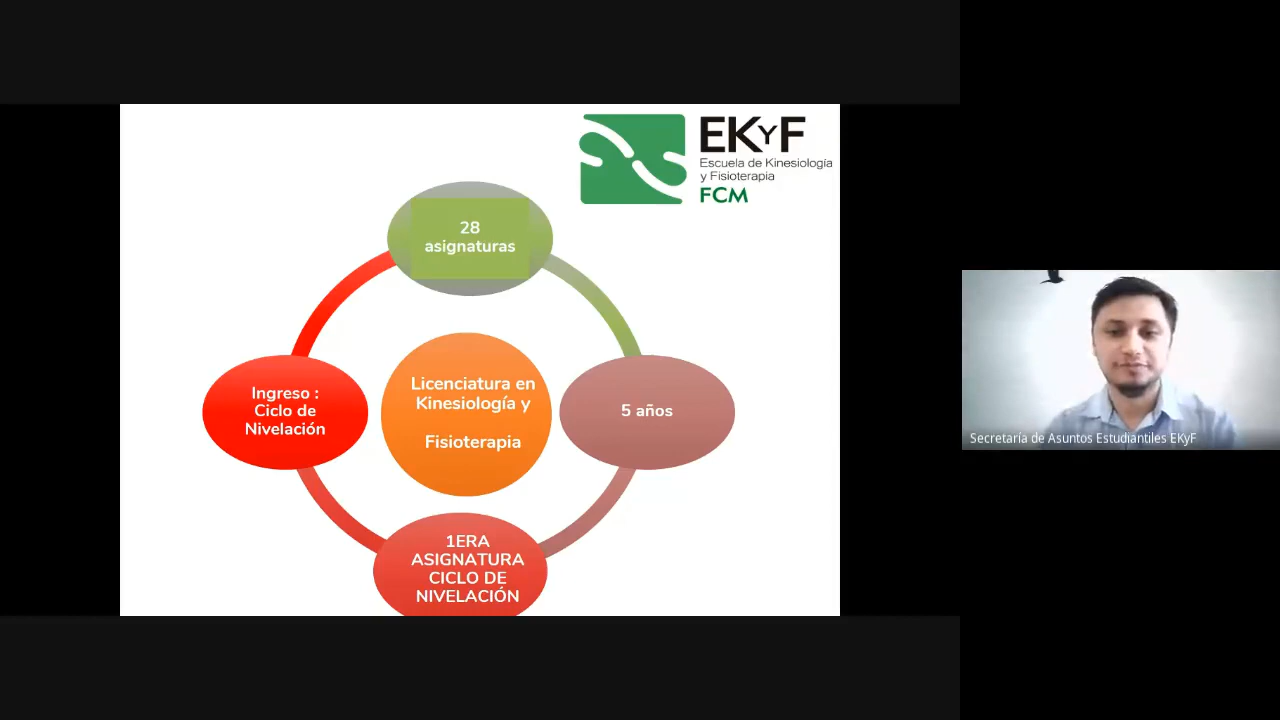 EKyF
Escuela de Kinesiología
y Fisioterapia
FCM
28
asignaturas
Ingreso :
Ciclo de
Nivelación
Licenciatura en
Kinesiología y
Fisioterapia
5 años
1ERA
ASIGNATURA
CICLO DE
NIVELACIÓN
Secretaría de Asuntos Estudiantiles EKyF